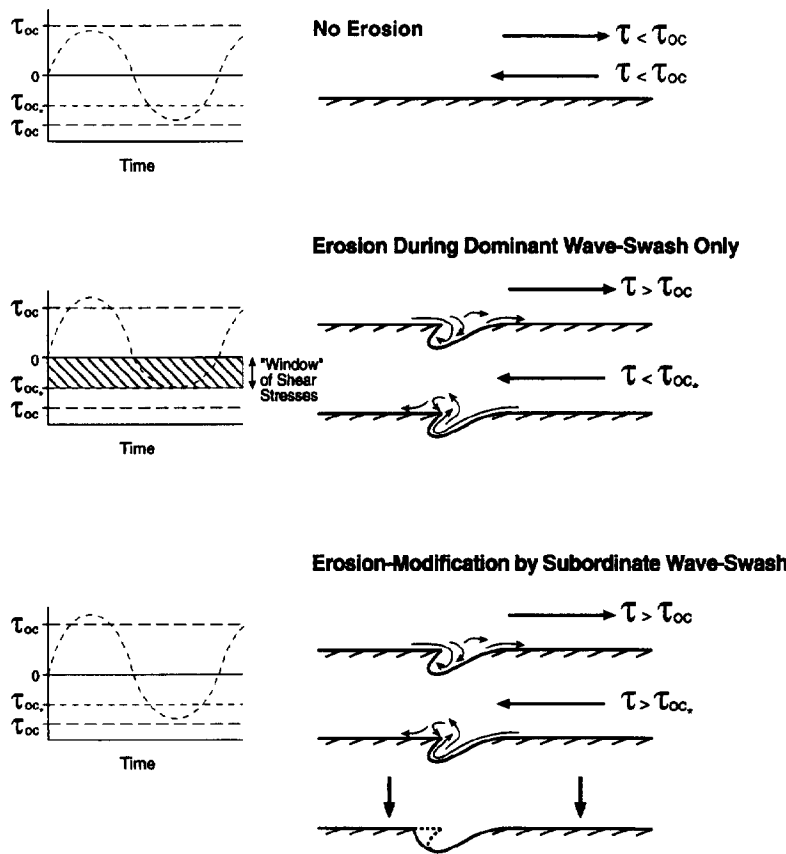 No Erosion
τoc
0
τoc*
τoc
Time
τ < τoc
τ < τoc
Erosion During Dominant Wave-Swash Only
τoc
0
τoc*
τoc
Time
"Window"
of Shear
Stresses
τ > τoc
τ < τoc*
Erosion-Modification by Subordinate Wave-Swash
τoc
0
τoc*
τoc
Time
τ > τoc
τ > τoc*